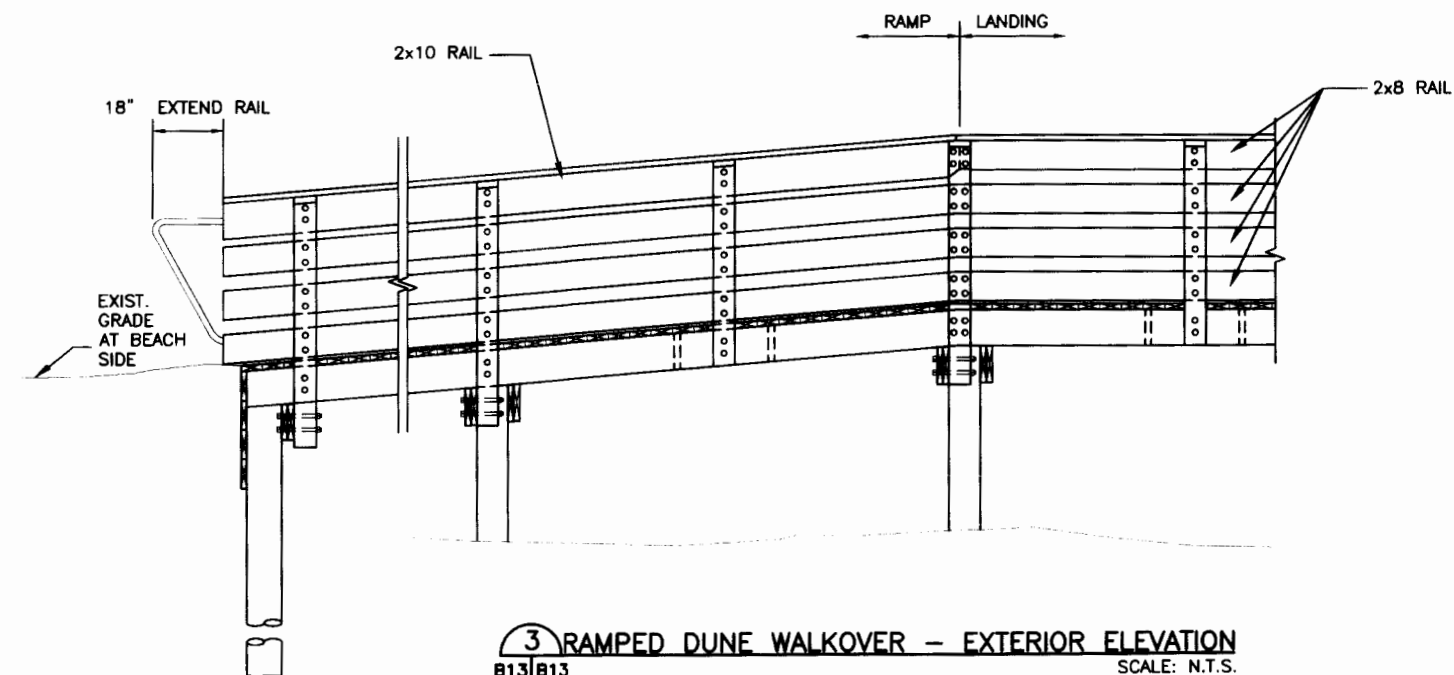 RAMP LANDING
2x10 RAIL
2x8 RAIL
18" EXTEND RAIL
EXIST.
GRADE
AT BEACH
SIDE
3 RAMPED DUNE WALKOVER – EXTERIOR ELEVATION
B13 B13
SCALE: N.T.S.